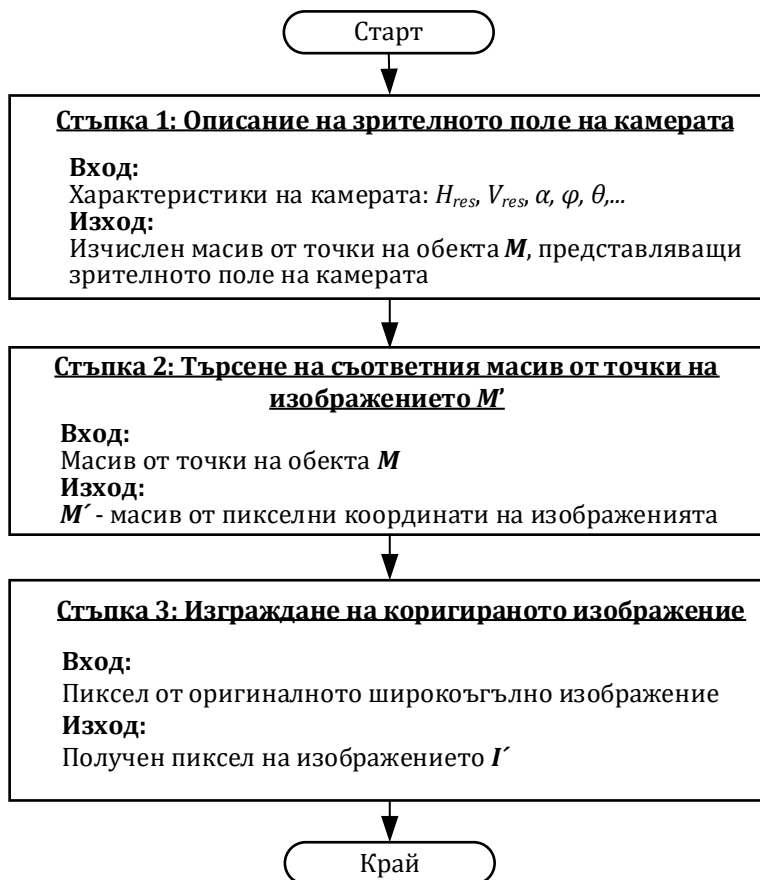 Старт
Стъпка 1: Описание на зрителното поле на камерата
Вход:
Характеристики на камерата: Hres, Vres, α, φ, θ,...
Изход:
Изчислен масив от точки на обекта M, представляващи
зрителното поле на камерата
Стъпка 2: Търсене на съответния масив от точки на
изображението M’
Вход:
Масив от точки на обекта M
Изход:
M´ - масив от пикселни координати на изображенията
Стъпка 3: Изграждане на коригираното изображение
Вход:
Пиксел от оригиналното широкоъгълно изображение
Изход:
Получен пиксел на изображението I´
Край